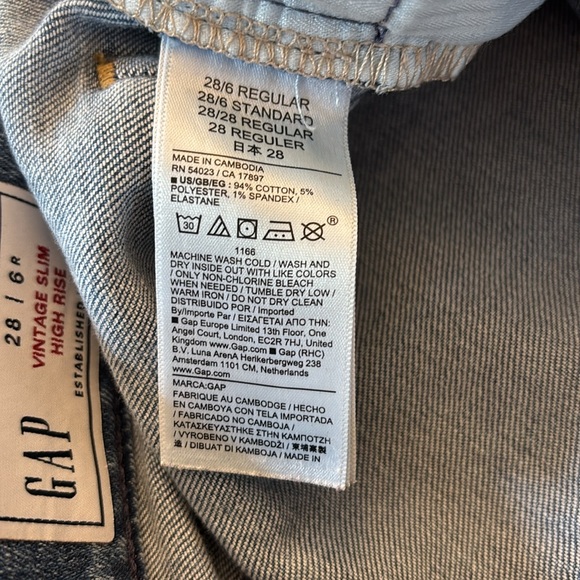 28/6 REGULAR
28/6 STANDARD
28/28 REGULAR
28 REGULER
日本 28
MADE IN CAMBODIA
RN 54023 / CA 17897
■ US/GB/EG: 94% COTTON, 5%
POLYESTER, 1% SPANDEX /
ELASTANE
30
®
1166
MACHINE WASH COLD / WASH AND
DRY INSIDE OUT WITH LIKE COLORS
/ ONLY NON-CHLORINE BLEACH
WHEN NEEDED / TUMBLE DRY LOW /
WARM IRON / DO NOT DRY CLEAN
DISTRIBUIDO POR / Imported
By/Importe Par / ΕΙΣΑΓΕΤΑΙ ΑΠΟ:
■ Gap Europe Limited 13th Floor, One
Angel Court, London, EC2R 7HJ, United
Kingdom www.Gap.com ■ Gap (RHC)
B.V. Luna ArenA Herikerbergweg 238
Amsterdam 1101 CM, Netherlands
www.Gap.com
MARCA:GAP
FABRIQUE AU CAMBODGE / HECHO
EN CAMBOYA CON TELA IMPORTADA
/ FABRICADO NO CAMBOJA /
ΚΑΤΑΣΚΕΥΑΣΤΗΚΕ ΣΤΗΝ ΚΑΜΠΟΤΖΗ
/ VYROBENO V KAMBODŽI / 柬埔寨製
造 / DIBUAT DI KAMBOJA / MADE IN
28 | 6 R
VINTAGE SLIM
HIGH RISE
ESTABLISHED
GAP